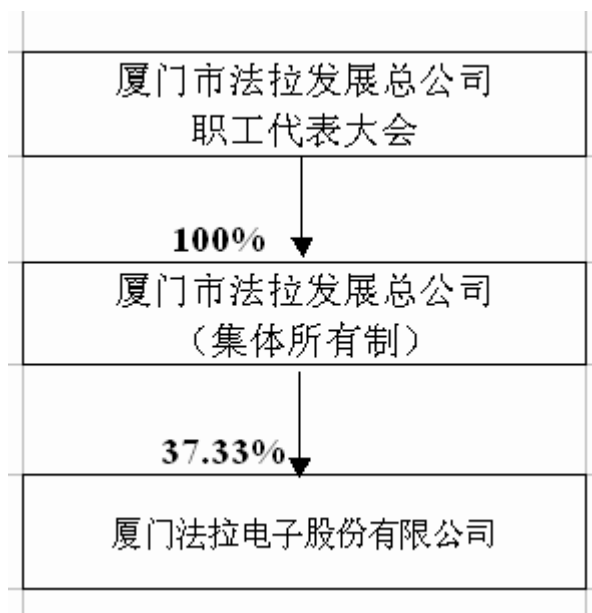 厦门市法拉发展总公司
职工代表大会
100%
厦门市法拉发展总公司
（集体所有制）
37.33%
厦门法拉电子股份有限公司